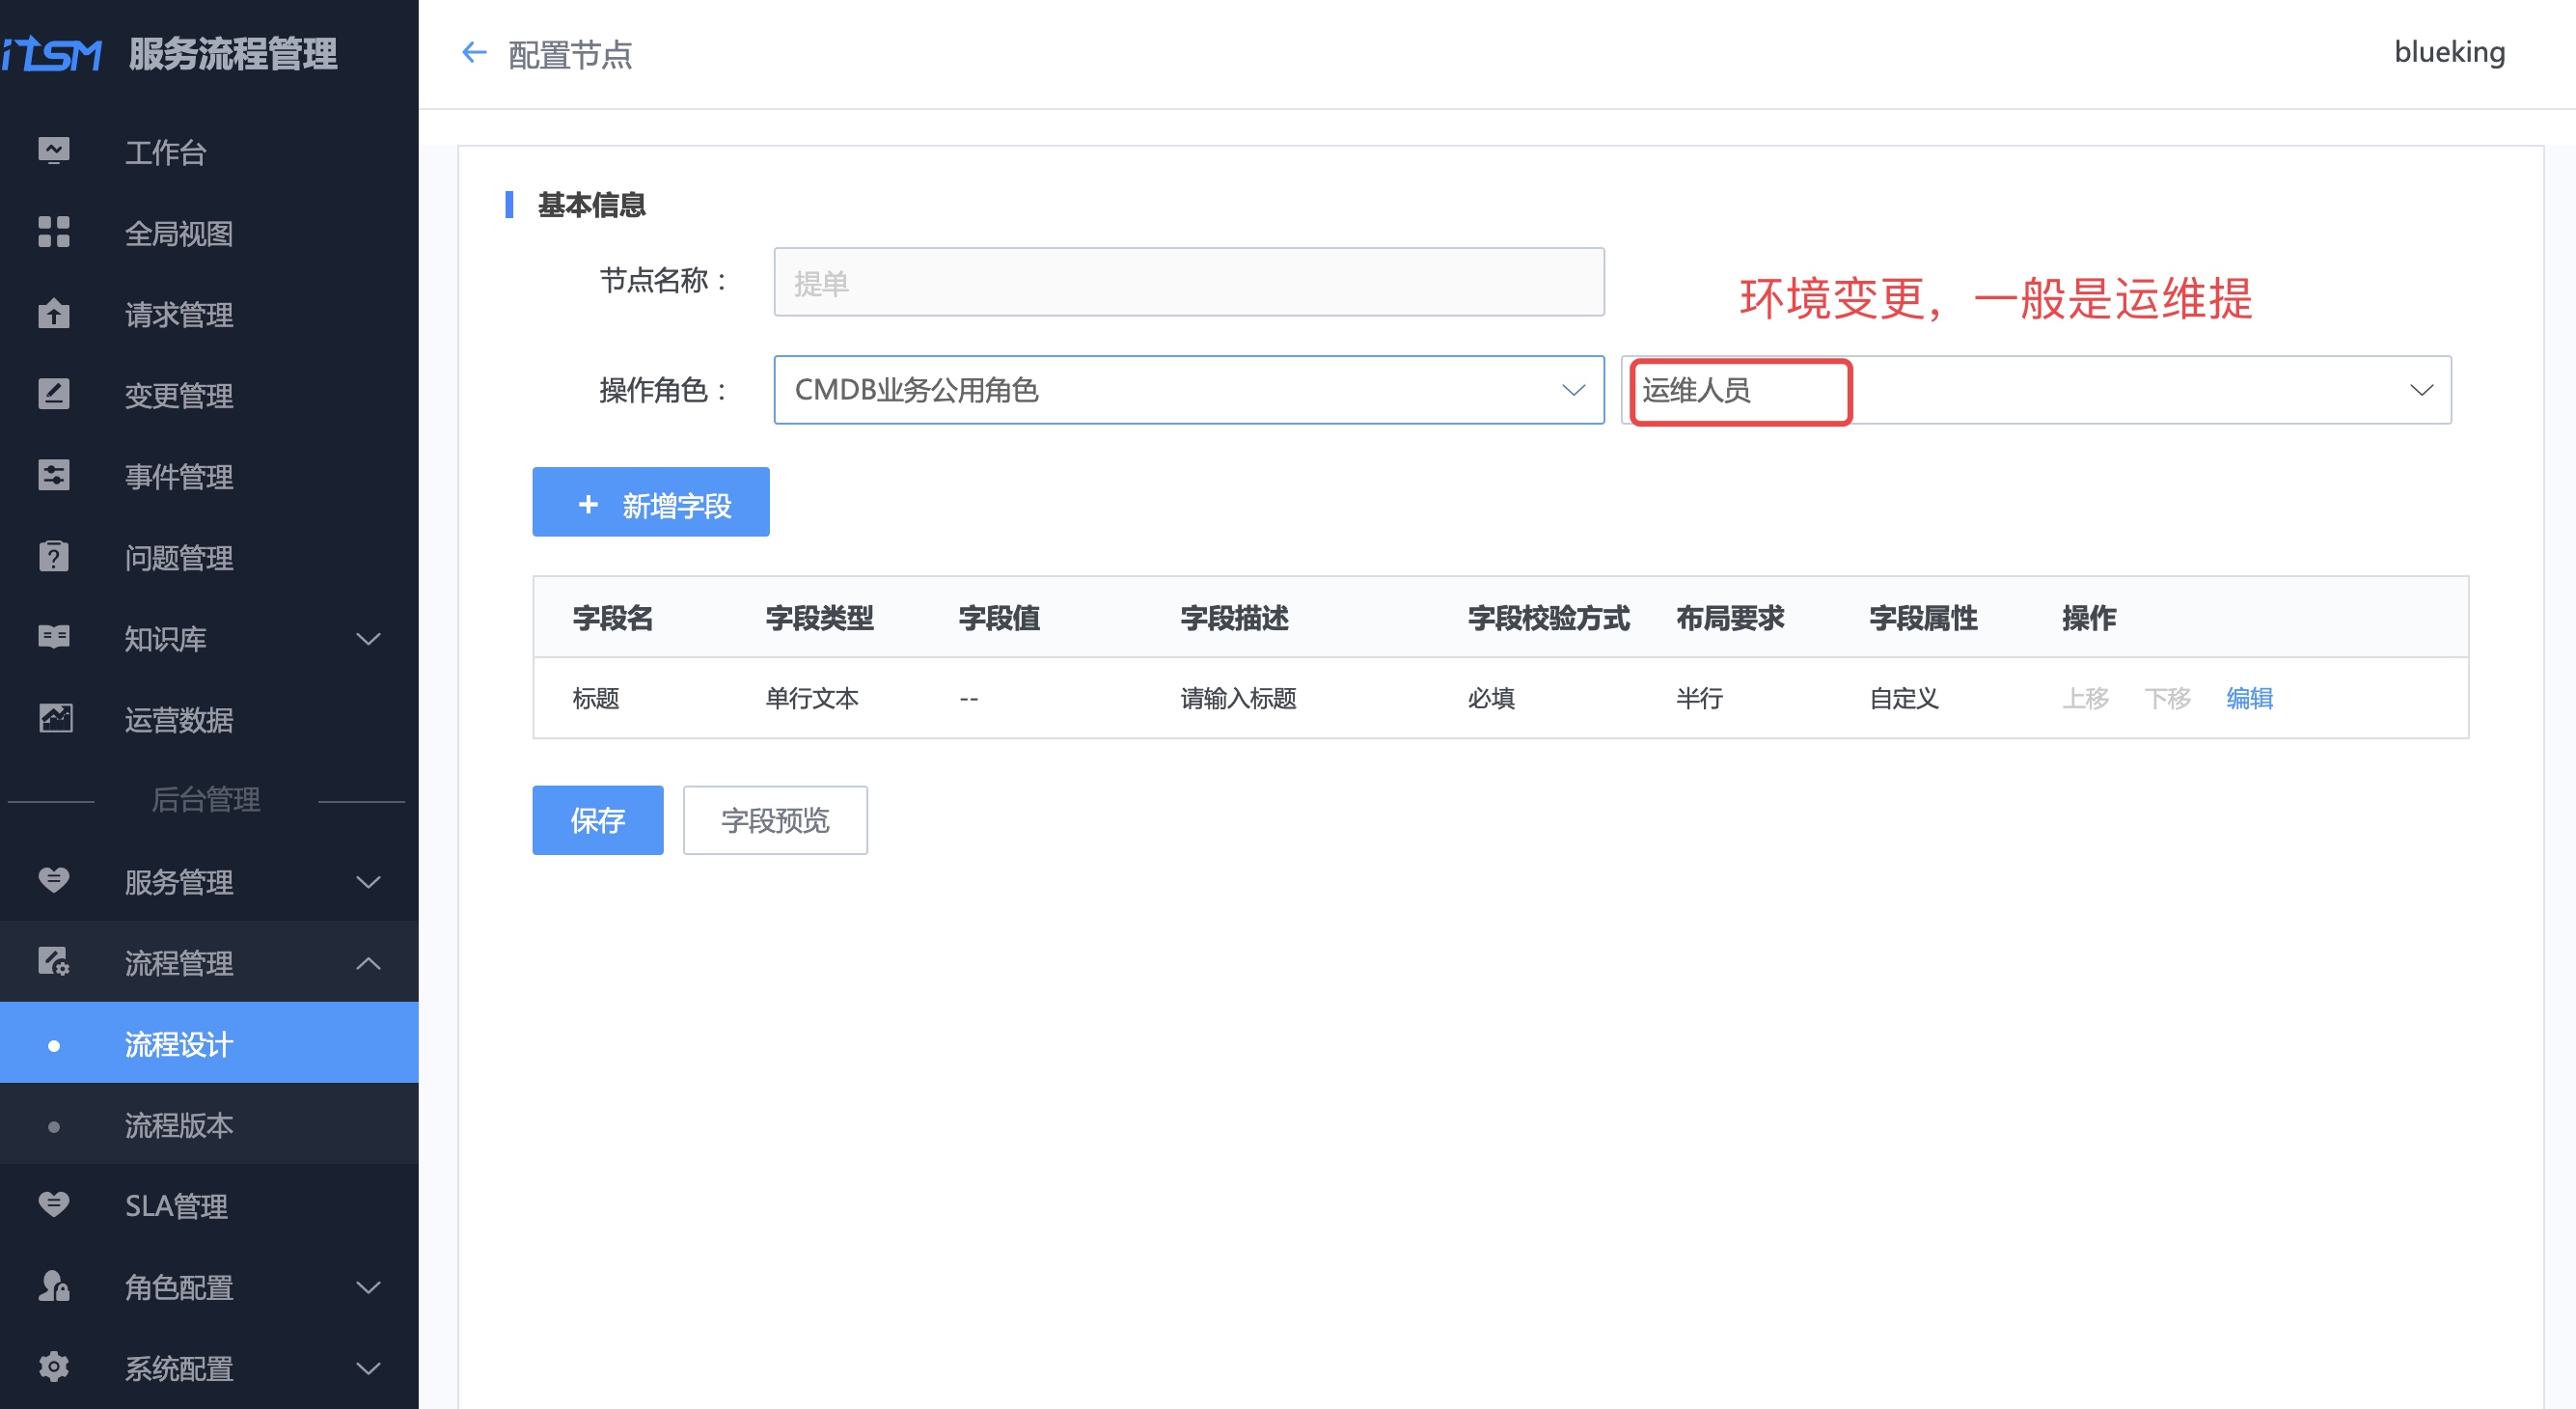 iTSM 服务流程管理
工作台
全局视图
请求管理
变更管理
事件管理
问题管理
知识库
运营数据
后台管理
服务管理
流程管理
流程设计
流程版本
SLA管理
角色配置
系统配置
配置节点
blueking
基本信息
节点名称：
提单
环境变更，一般是运维提
操作角色：
CMDB业务公用角色
运维人员
+ 新增字段
字段名 字段类型 字段值 字段描述 字段校验方式 布局要求 字段属性 操作
标题 单行文本 -- 请输入标题 必填 半行 自定义 上移 下移 编辑
保存 字段预览